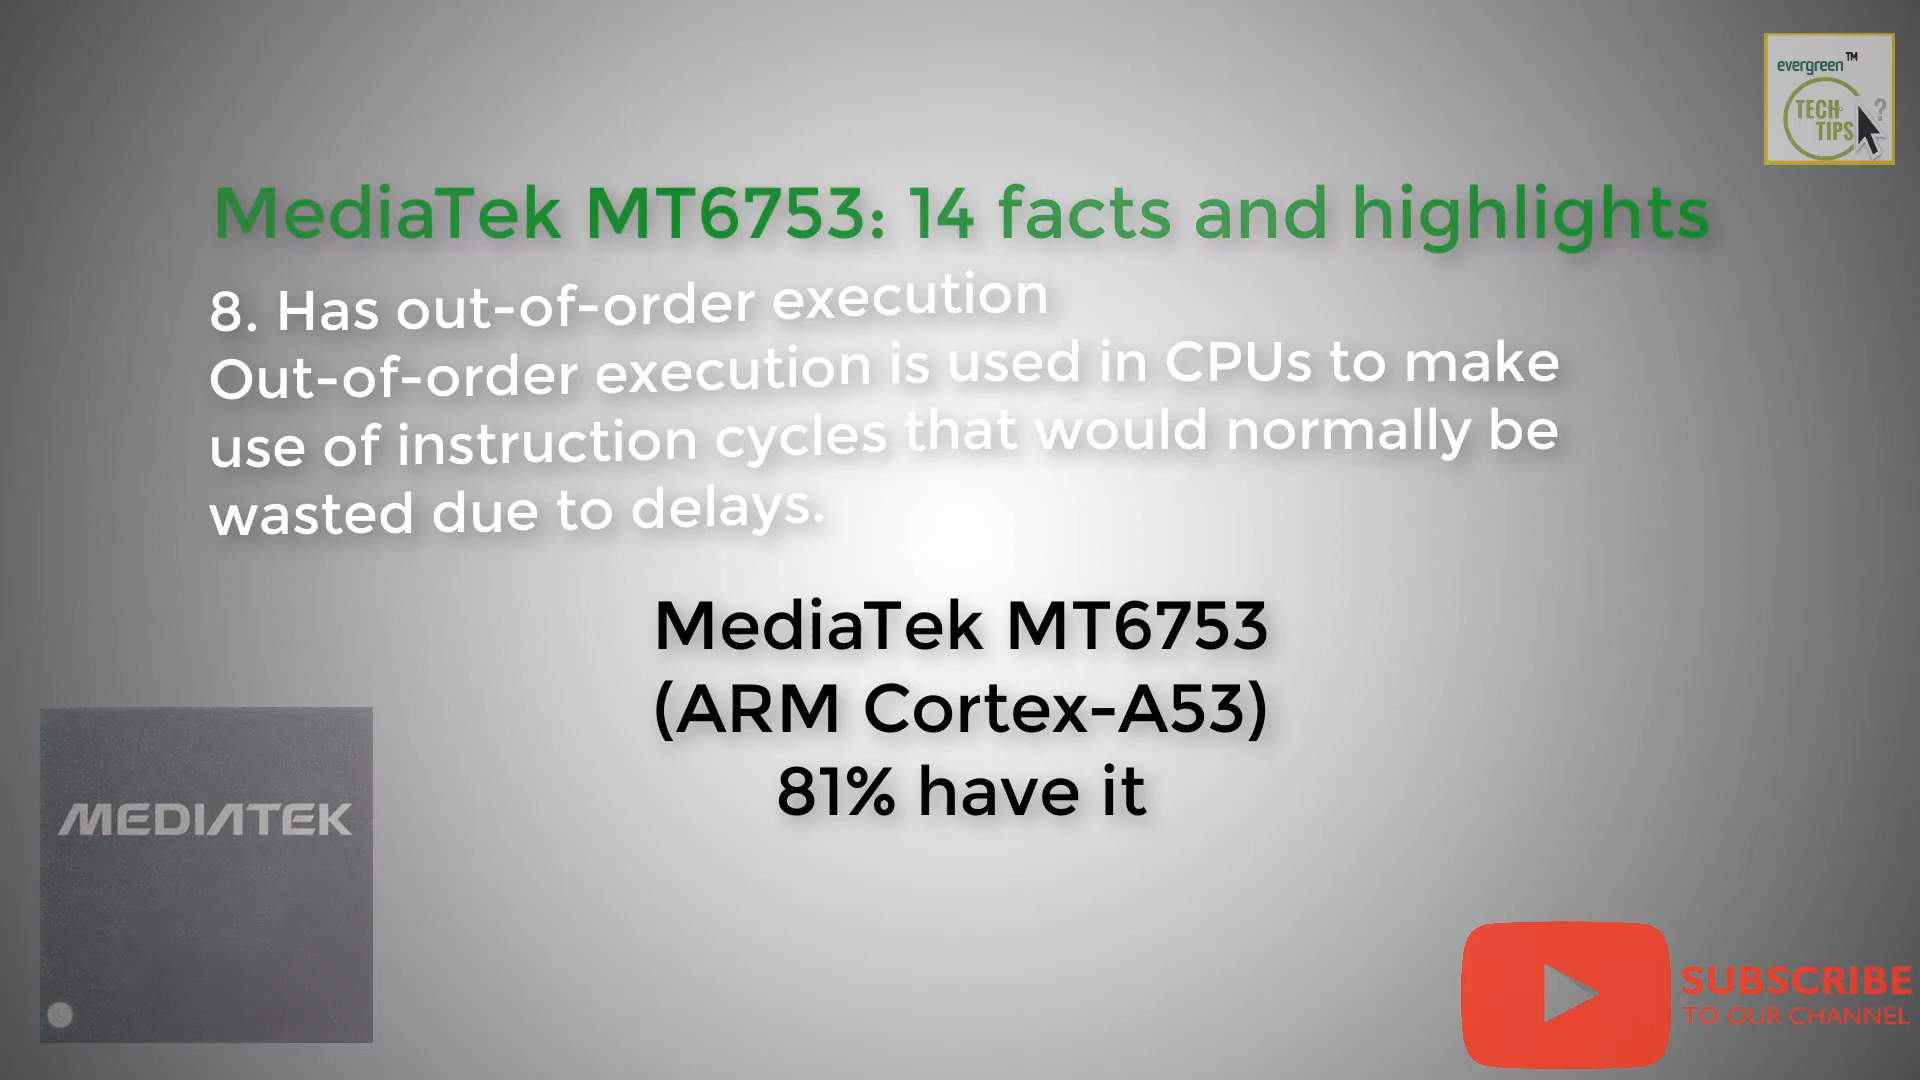 evergreen™
TECH
TIPS
?
MediaTek MT6753: 14 facts and highlights
8. Has out-of-order execution
Out-of-order execution is used in CPUs to make
use of instruction cycles that would normally be
wasted due to delays.
MediaTek MT6753
(ARM Cortex-A53)
81% have it
MEDIATEK
SUBSCRIBE
TO OUR CHANNEL